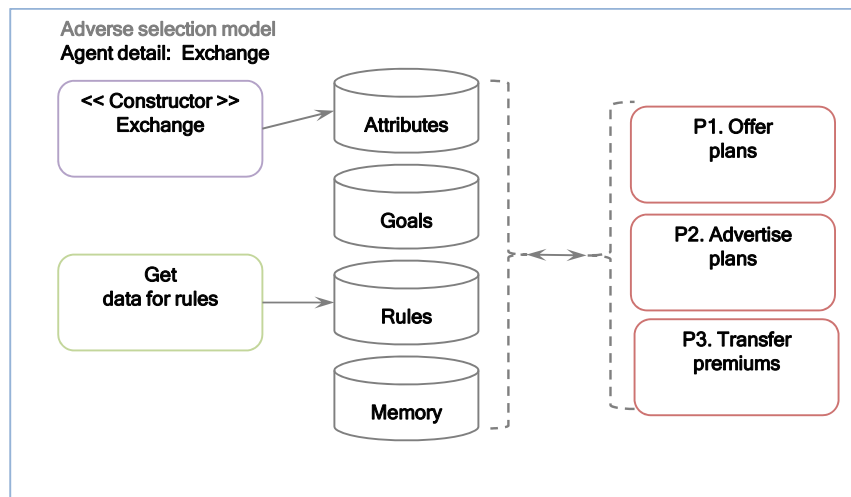 Adverse selection model
Agent detail:  Exchange
<< Constructor >>
Exchange
Attributes
P1. Offer
plans
Goals
P2. Advertise
plans
Get
data for rules
Rules
P3. Transfer
premiums
Memory